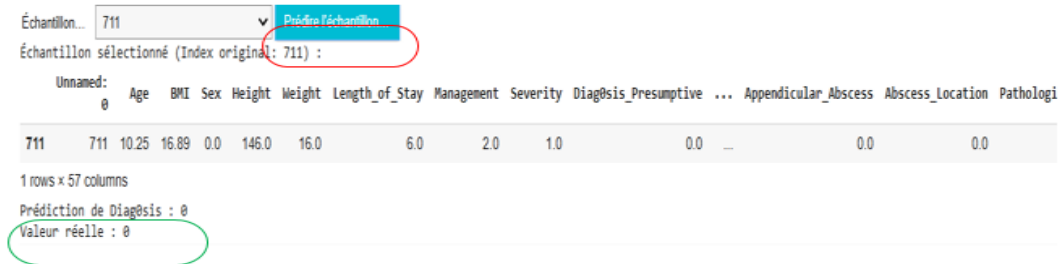 Échantillon... 711 Prédire l'échantillon
Échantillon sélectionné (Index original: 711) :
Unnamed: 0 Age BMI Sex Height Weight Length_of_Stay Management Severity Diag0sis_Presumptive ... Appendicular_Abscess Abscess_Location Pathologi
711 711 10.25 16.89 0.0 146.0 16.0 6.0 2.0 1.0 0.0 ... 0.0 0.0
1 rows × 57 columns
Prédiction de Diag0sis : 0
Valeur réelle : 0